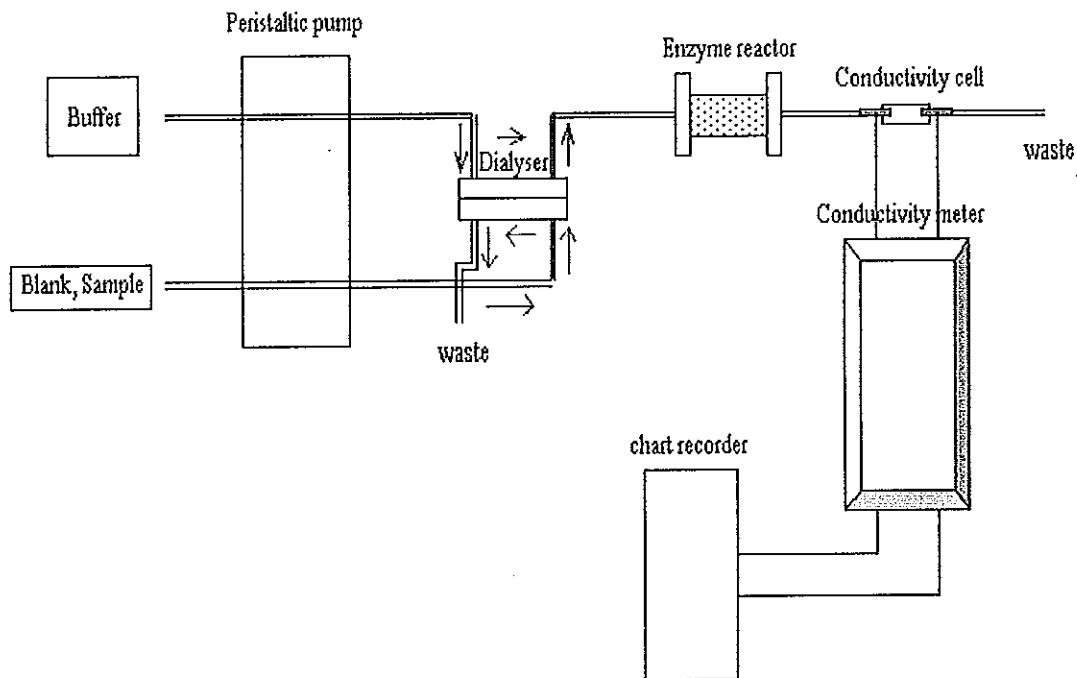 Peristaltic pump
Enzyme reactor
Conductivity cell
Buffer
Dialyser
waste
Conductivity meter
Blank, Sample
waste
chart recorder